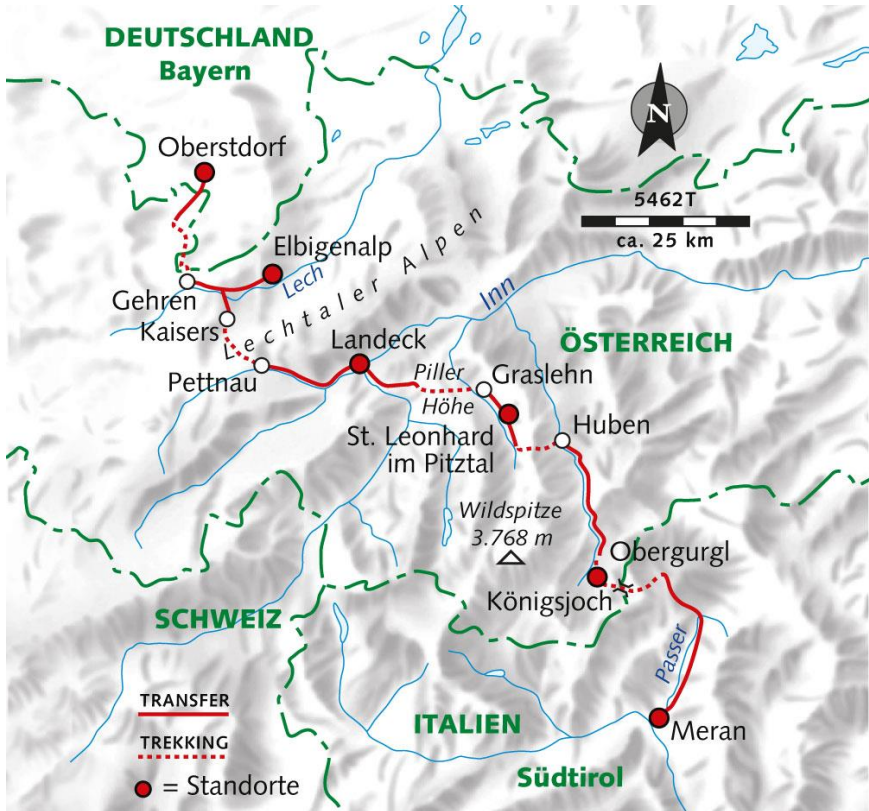 DEUTSCHLAND
Bayern
Oberstdorf
N
5462T
ca. 25 km
Elbigenalp
Lech
Gehren
Kaisers
Lechtaler Alpen
Inn
Landeck
ÖSTERREICH
Pettnau
Piller
Höhe
Graslehn
St. Leonhard
im Pitztal
Huben
Wildspitze
3.768 m
Obergurgl
Königsjoch
SCHWEIZ
Passer
TRANSFER
TREKKING
= Standorte
ITALIEN
Meran
Südtirol